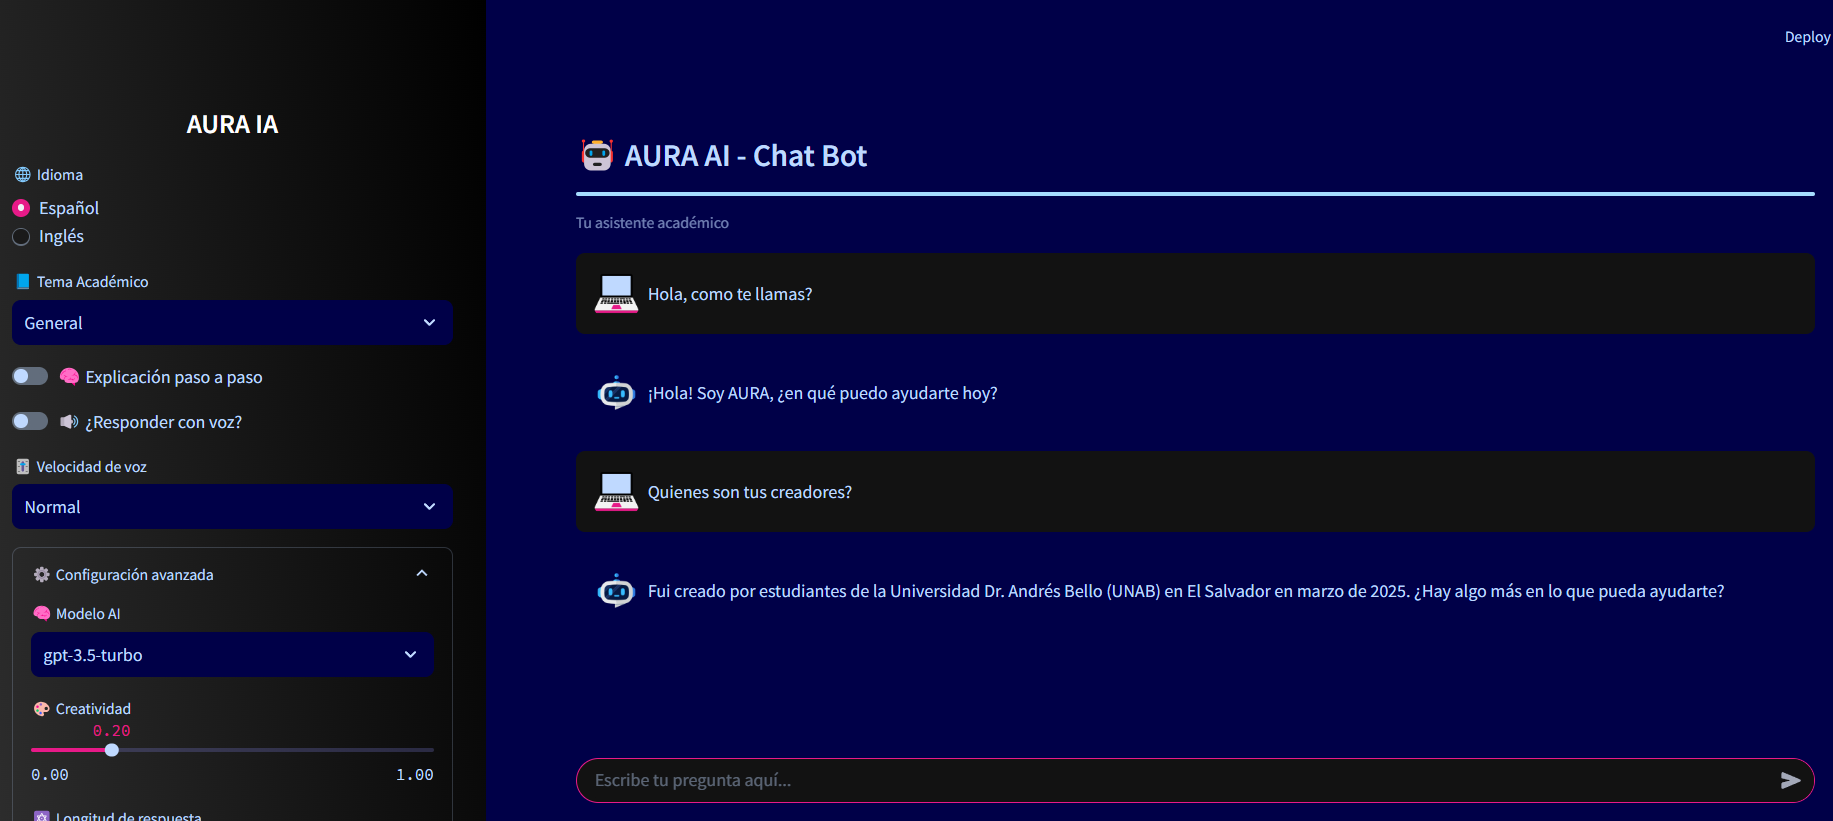 AURA IA
Idioma
Español
Inglés
Tema Académico
General
Explicación paso a paso
¿Responder con voz?
Velocidad de voz
Normal
Configuración avanzada
Modelo AI
gpt-3.5-turbo
Creatividad
0.20
0.00 1.00
Longitud de respuesta
Deploy
AURA AI - Chat Bot
Tu asistente académico
Hola, como te llamas?
¡Hola! Soy AURA, ¿en qué puedo ayudarte hoy?
Quienes son tus creadores?
Fui creado por estudiantes de la Universidad Dr. Andrés Bello (UNAB) en El Salvador en marzo de 2025. ¿Hay algo más en lo que pueda ayudarte?
Escribe tu pregunta aquí...